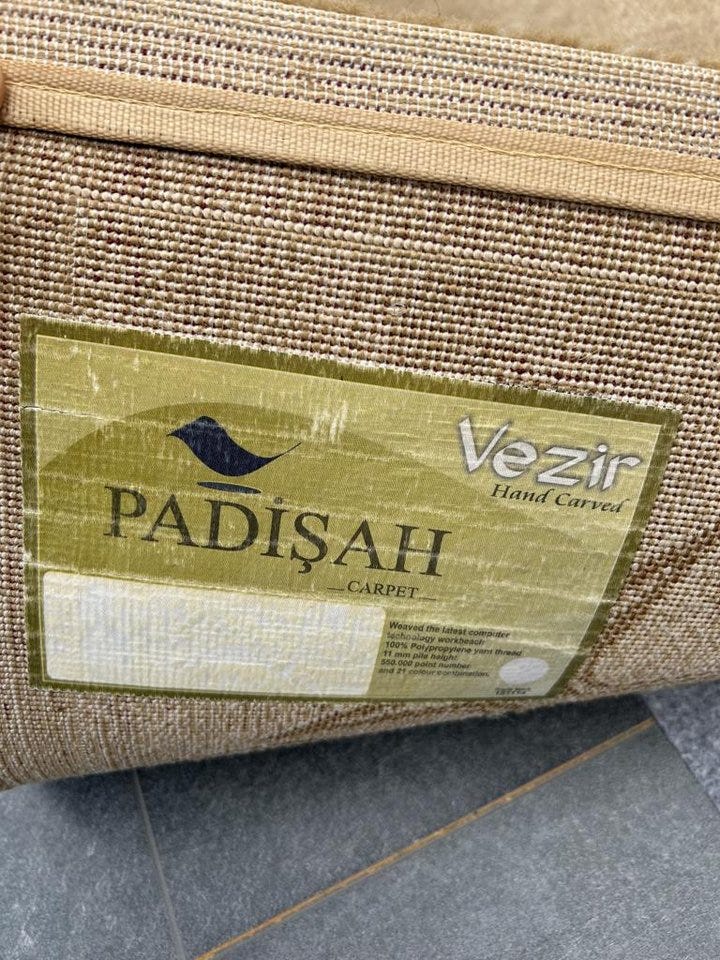 Vezir
Hand Carved
PADİŞAH
CARPET
Weaved the latest computer
technology workbeach
100% Polypropylene yarn thread
11 mm pile height
550.000 point number
and 21 colour combination.